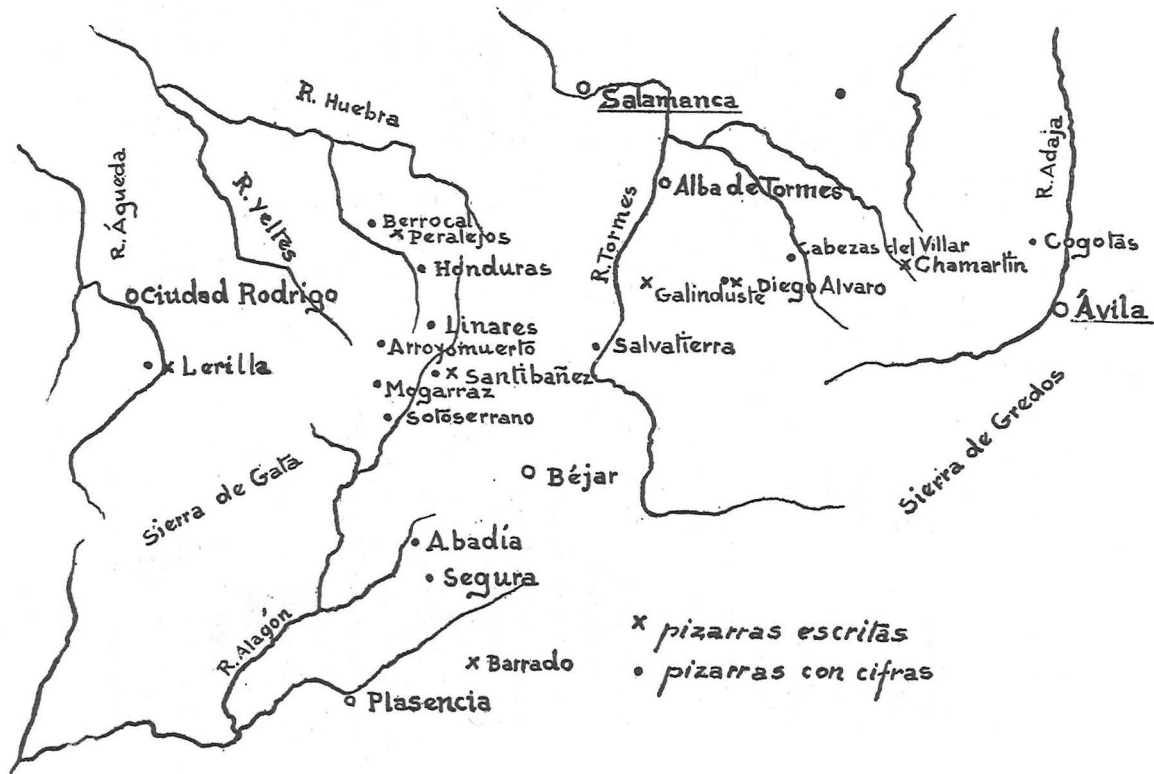 R. Huebra
Salamanca
R. Águeda
R. Yeltes
R. Adaja
Alba de Tormes
R. Tormes
Berrocal
Peralejos
Cabezas del Villar
Cogotas
Chamartín
Honduras
Galinduste
Diego Alvaro
Ciudad Rodrigo
Ávila
Linares
Arroyomuerto
Salvatierra
Lerilla
Santibañez
Mogarraz
Sotoserrano
Sierra de Gredos
Sierra de Gata
Béjar
Abadía
Segura
R. Alagón
x pizarras escritas
Barrado
• pizarras con cifras
Plasencia